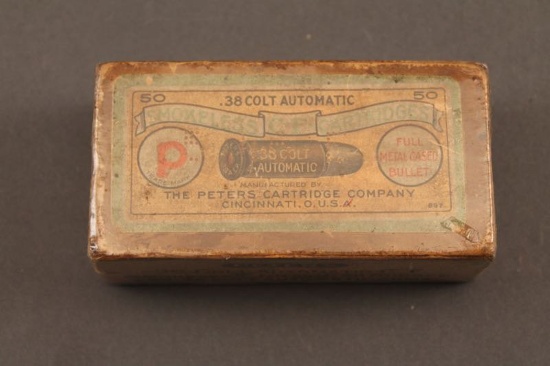 50 .38 COLT AUTOMATIC 50
SMOKELESS CARTRIDGES
P
.38 COLT
AUTOMATIC
FULL
METAL CASED
BULLET
MANUFACTURED BY
THE PETERS CARTRIDGE COMPANY
CINCINNATI, O. U.S.A.